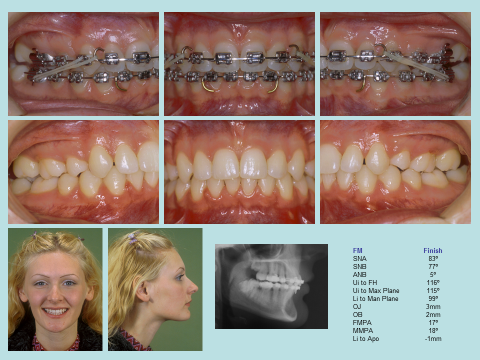 FM Finish
SNA 83º
SNB 77º
ANB 5º
Ui to FH 116º
Ui to Max Plane 115º
Li to Man Plane 99º
OJ 3mm
OB 2mm
FMPA 17º
MMPA 18º
Li to Apo -1mm